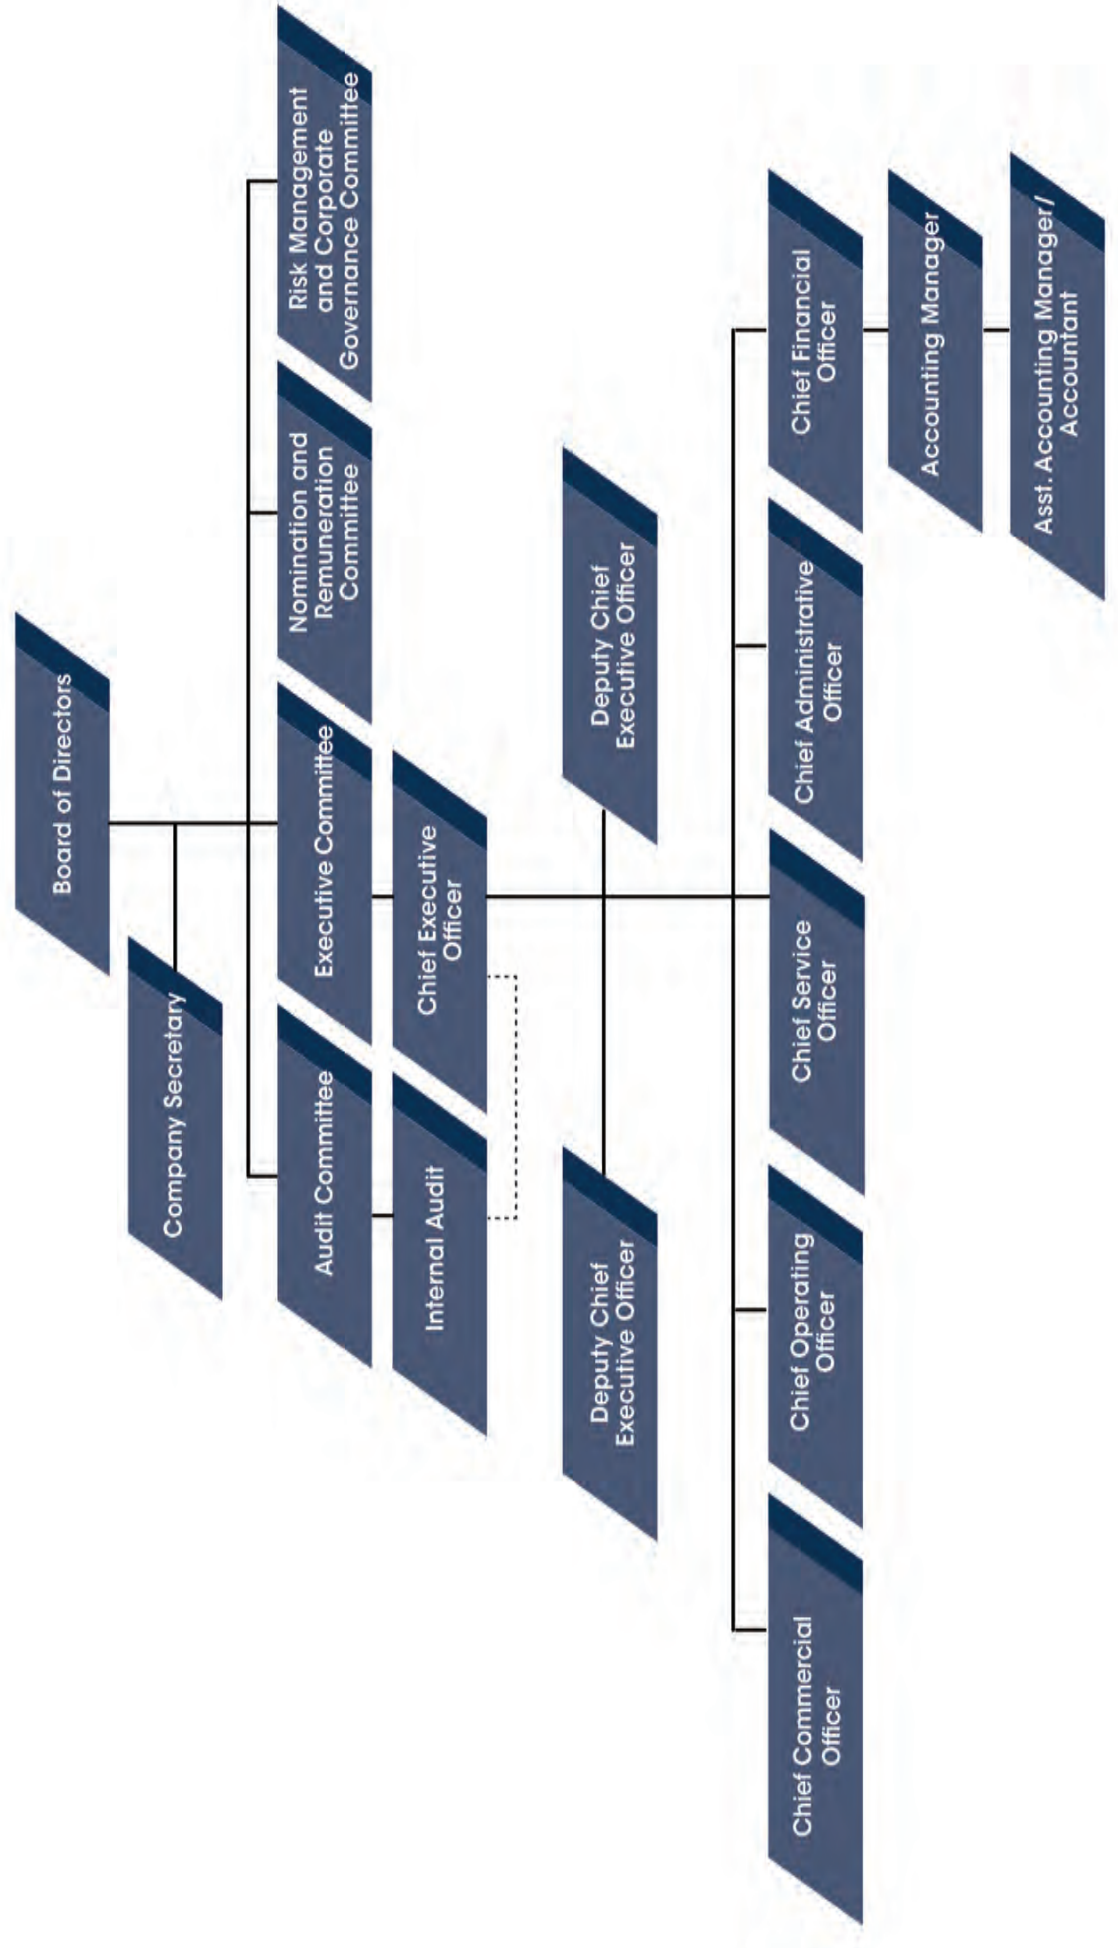 Board of Directors
Company Secretary
Audit Committee
Executive Committee
Nomination and
Remuneration
Committee
Risk Management
and Corporate
Governance Committee
Internal Audit
Chief Executive
Officer
Deputy Chief
Executive Officer
Deputy Chief
Executive Officer
Chief Commercial
Officer
Chief Operating
Officer
Chief Service
Officer
Chief Administrative
Officer
Chief Financial
Officer
Accounting Manager
Asst. Accounting Manager/
Accountant